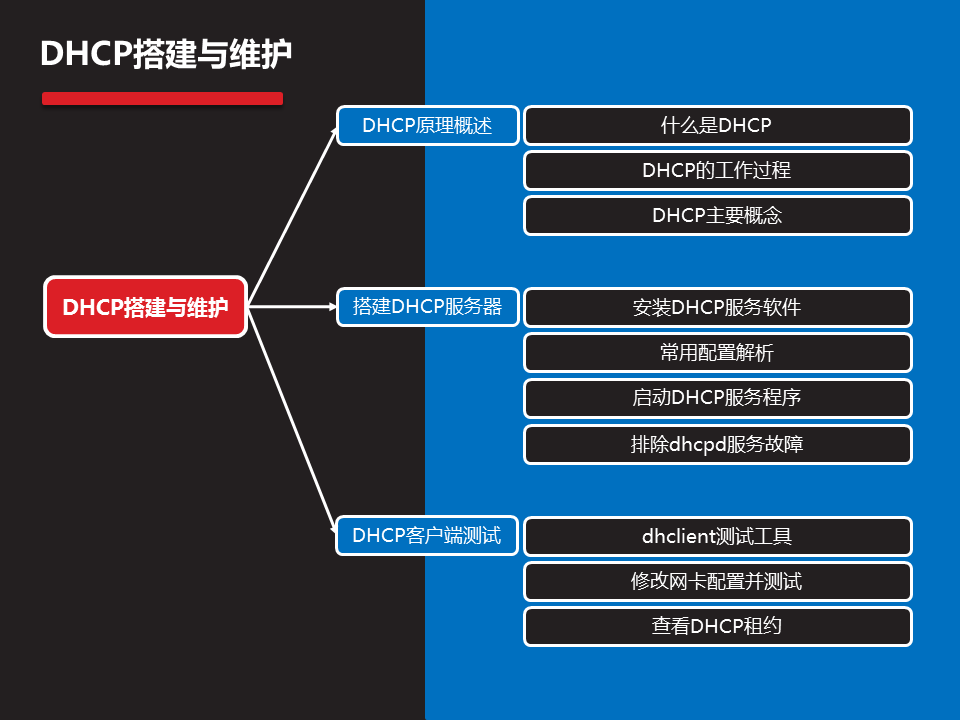 DHCP搭建与维护
DHCP原理概述
什么是DHCP
DHCP的工作过程
DHCP主要概念
DHCP搭建与维护
搭建DHCP服务器
安装DHCP服务软件
常用配置解析
启动DHCP服务程序
排除dhcpd服务故障
DHCP客户端测试
dhclient测试工具
修改网卡配置并测试
查看DHCP租约